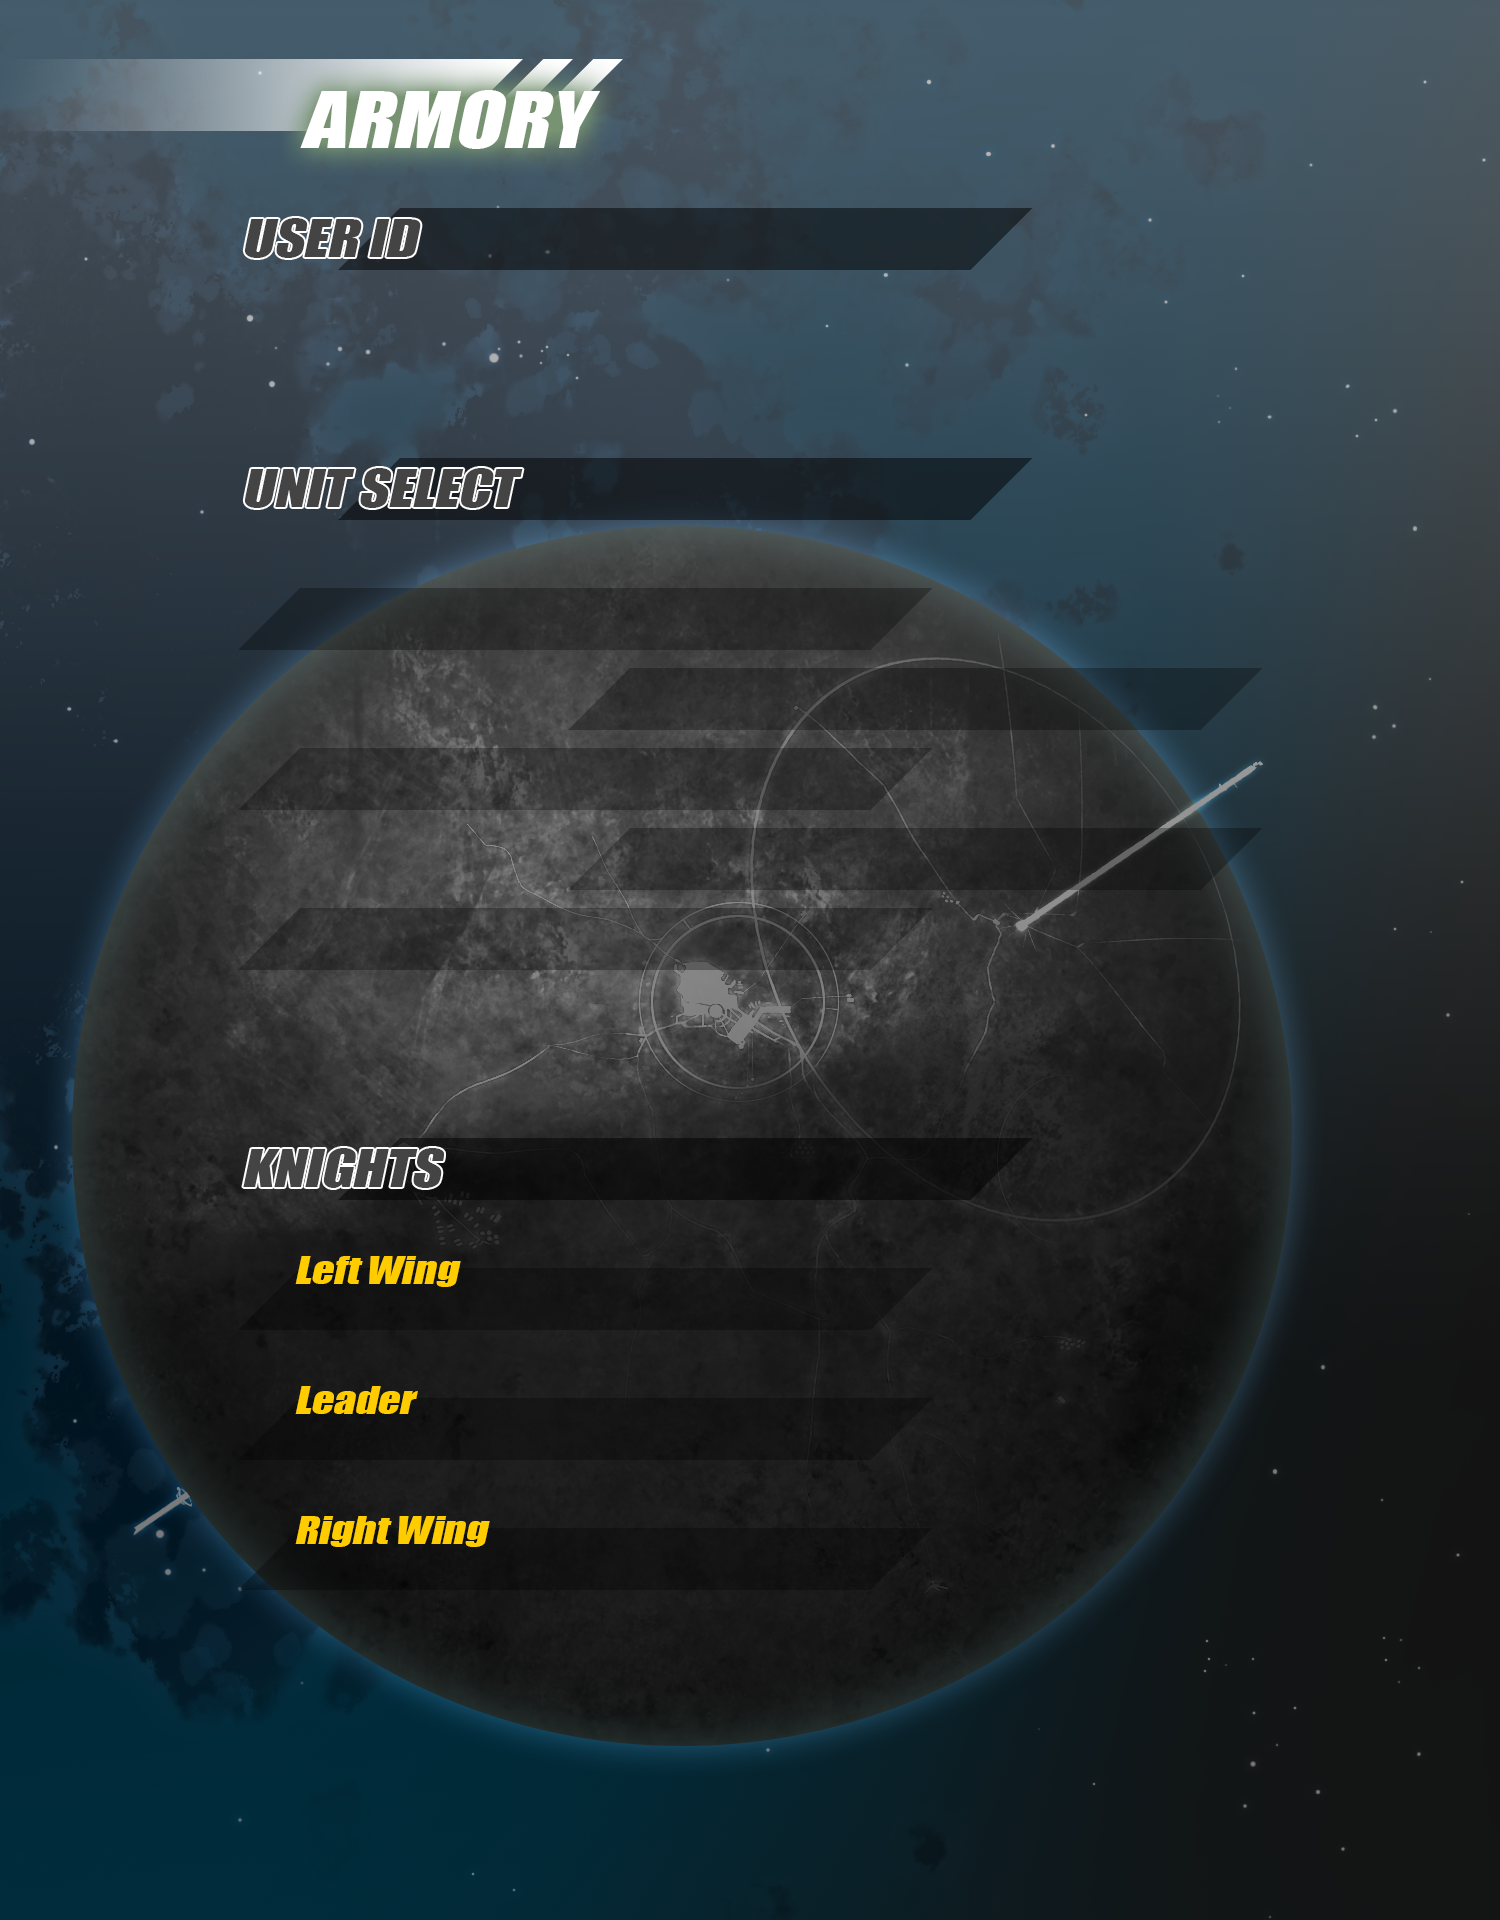 ARMORY
USER ID
UNIT SELECT
KNIGHTS
Left Wing
Leader
Right Wing